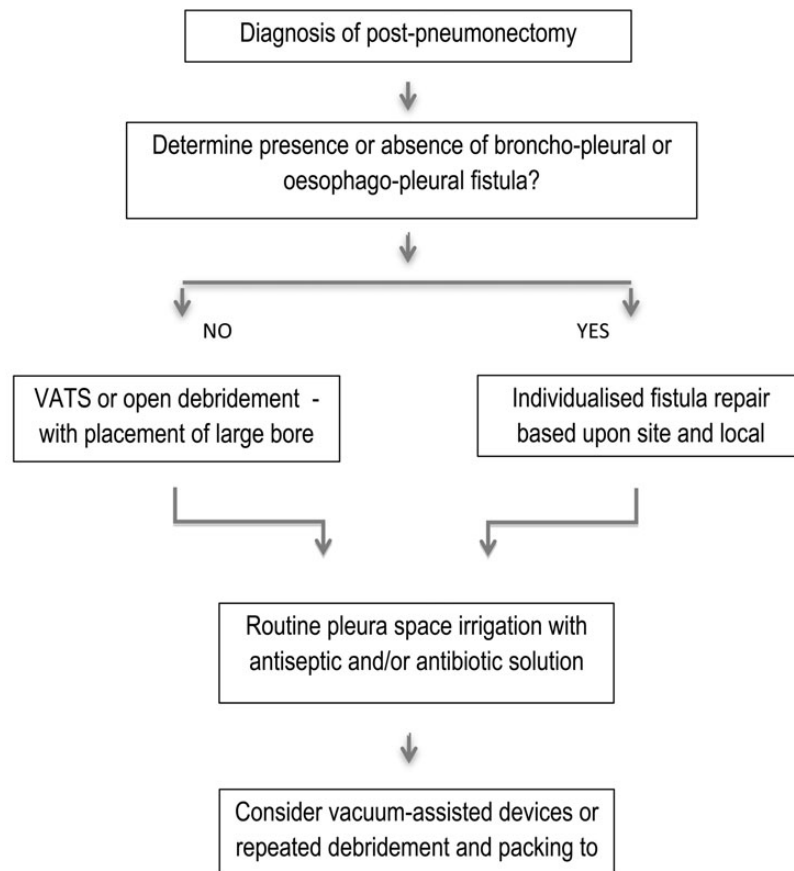 Diagnosis of post-pneumonectomy
Determine presence or absence of broncho-pleural or
oesophago-pleural fistula?
NO
YES
VATS or open debridement -
with placement of large bore
Individualised fistula repair
based upon site and local
Routine pleura space irrigation with
antiseptic and/or antibiotic solution
Consider vacuum-assisted devices or
repeated debridement and packing to